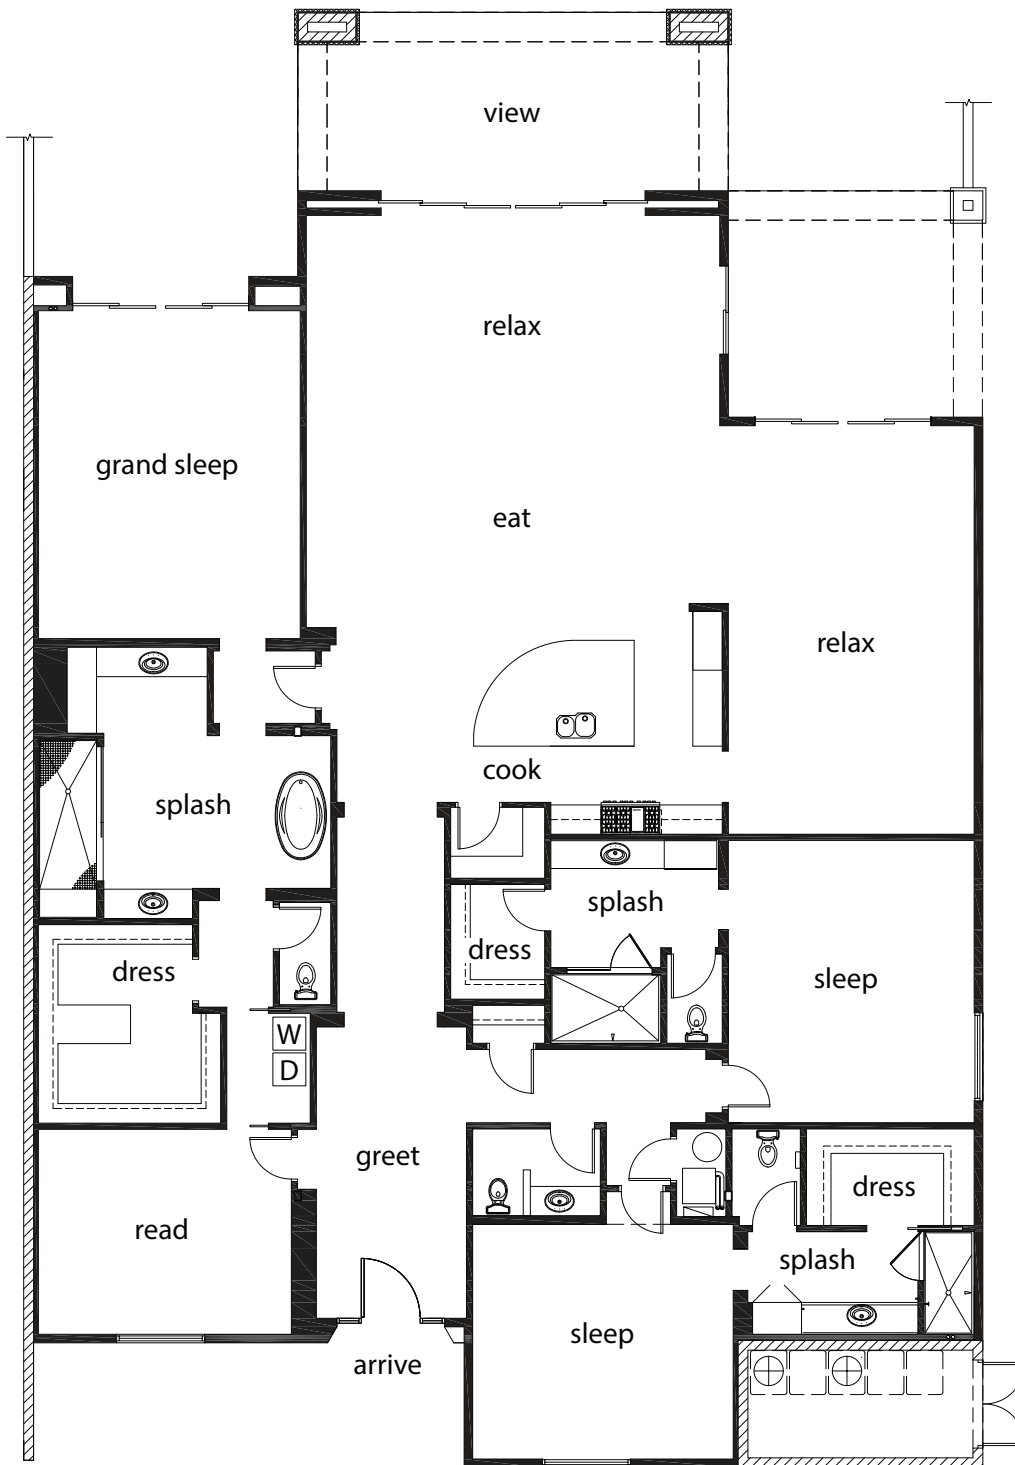 view
relax
grand sleep
eat
relax
cook
splash
splash
dress
dress
sleep
W
D
greet
dress
read
splash
sleep
arrive